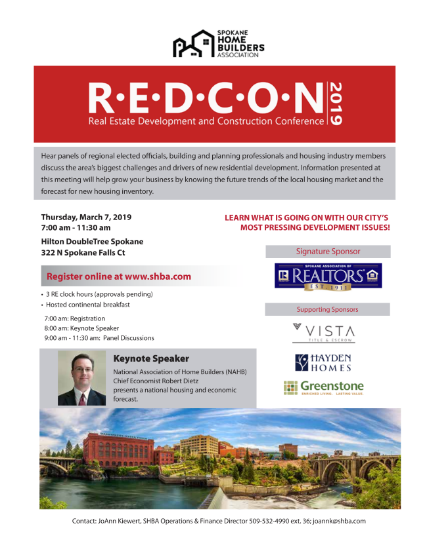 SPOKANE
HOME
BUILDERS
ASSOCIATION
R•E•D•C•O•N
2019
Real Estate Development and Construction Conference
Hear panels of regional elected officials, building and planning professionals and housing industry members
discuss the area's biggest challenges and drivers of new residential development. Information presented at
this meeting will help grow your business by knowing the future trends of the local housing market and the
forecast for new housing inventory.
Thursday, March 7, 2019
7:00 am - 11:30 am
Hilton DoubleTree Spokane
322 N Spokane Falls Ct
Register online at www.shba.com
• 3 RE clock hours (approvals pending)
• Hosted continental breakfast
7:00 am: Registration
8:00 am: Keynote Speaker
9:00 am - 11:30 am: Panel Discussions
Keynote Speaker
National Association of Home Builders (NAHB)
Chief Economist Robert Dietz
presents a national housing and economic
forecast.
LEARN WHAT IS GOING ON WITH OUR CITY'S
MOST PRESSING DEVELOPMENT ISSUES!
Signature Sponsor
SPOKANE ASSOCIATION OF
REALTORS
EST 1911
Supporting Sponsors
VISTA
TITLE & ESCROW
HAYDEN
HOMES
Greenstone
DESIGNED LIVING. LASTING VALUE.
Contact: JoAnn Kiewert, SHBA Operations & Finance Director 509-532-4990 ext. 36; joannk@shba.com